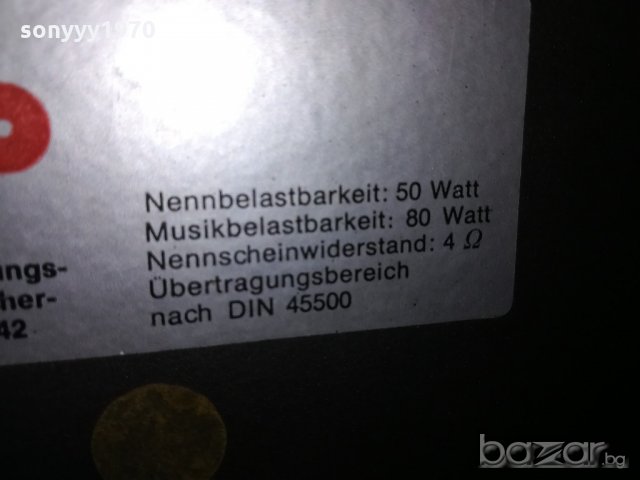 sonyyy1970
Nennbelastbarkeit: 50 Watt
Musikbelastbarkeit: 80 Watt
Nennscheinwiderstand: 4 Ω
Übertragungsbereich
nach DIN 45500
ungs-
her-
42
bazar.bg